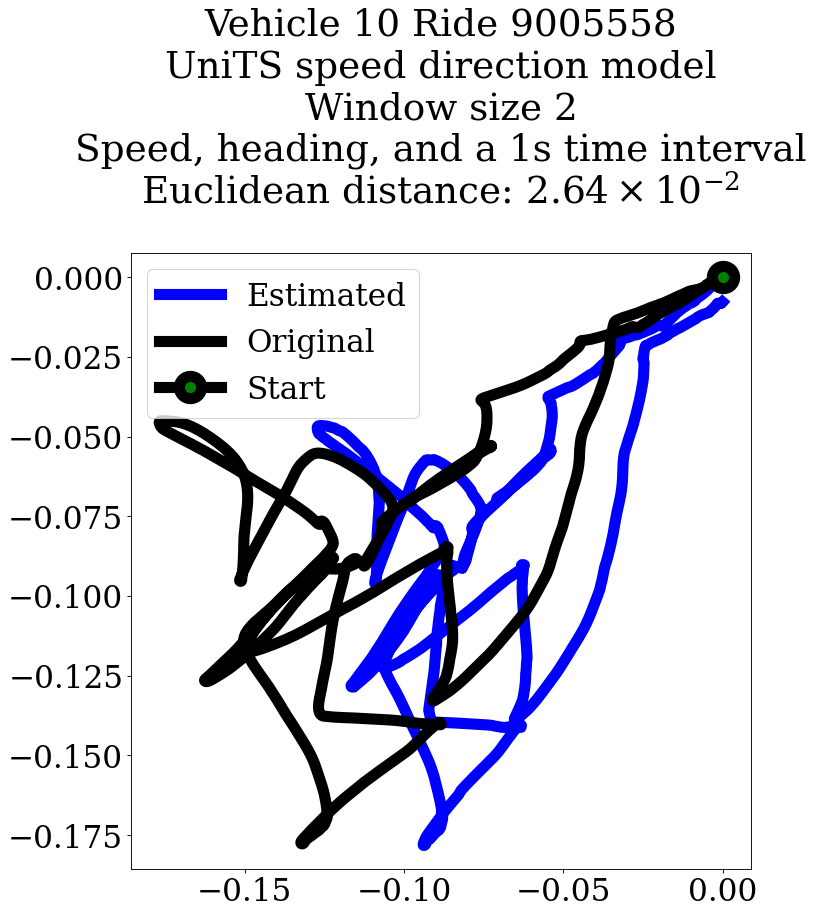 Vehicle 10 Ride 9005558
UniTS speed direction model
Window size 2
Speed, heading, and a 1s time interval
Euclidean distance: 2.64 × 10⁻²
Estimated
Original
Start
0.000
−0.025
−0.050
−0.075
−0.100
−0.125
−0.150
−0.175
−0.15
−0.10
−0.05
0.00